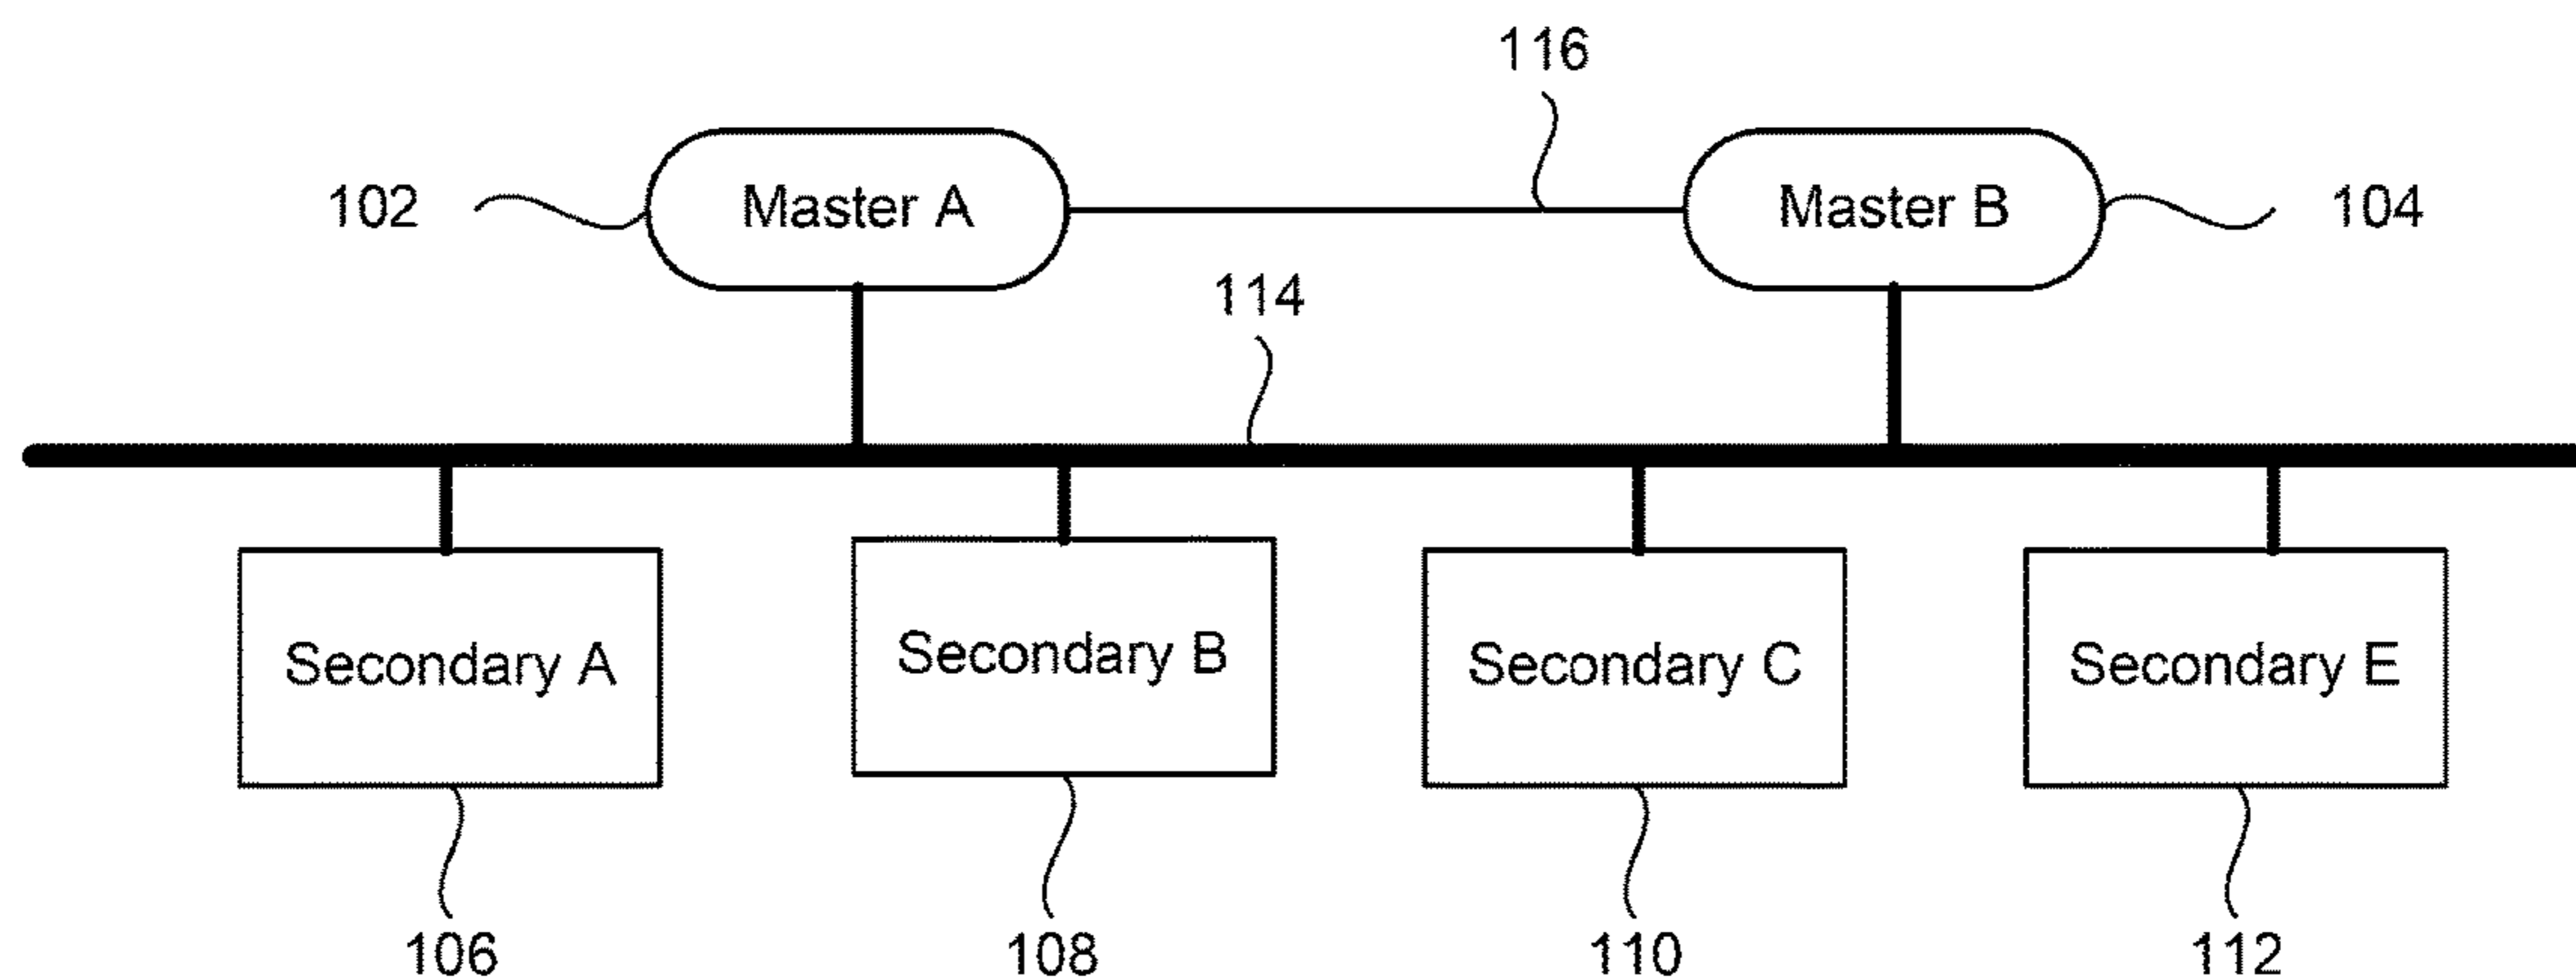 116
102
Master A
Master B
104
114
Secondary A
Secondary B
Secondary C
Secondary E
106
108
110
112